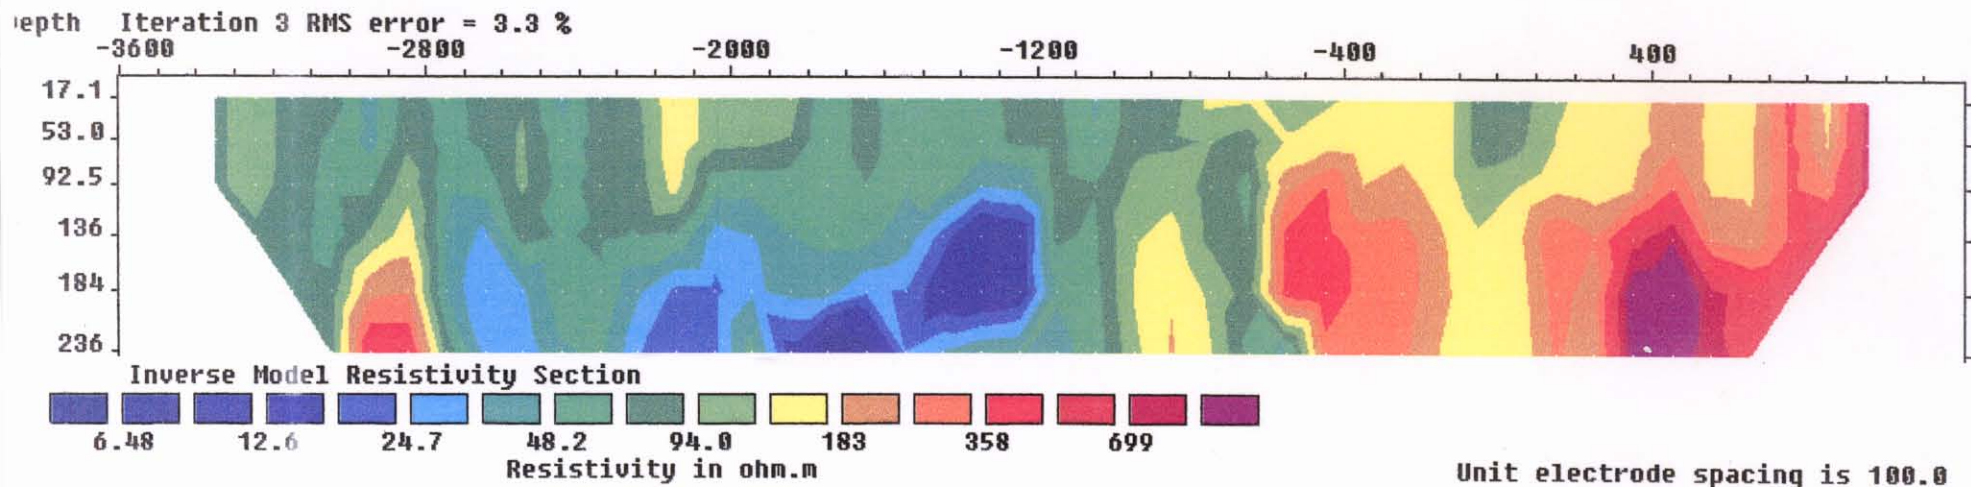 epth Iteration 3 RMS error = 3.3 %
-3600 -2800 -2000 -1200 -400 400
17.1
53.0
92.5
136
184
236
Inverse Model Resistivity Section
6.48 12.6 24.7 48.2 94.0 183 358 699
Resistivity in ohm.m
Unit electrode spacing is 100.0